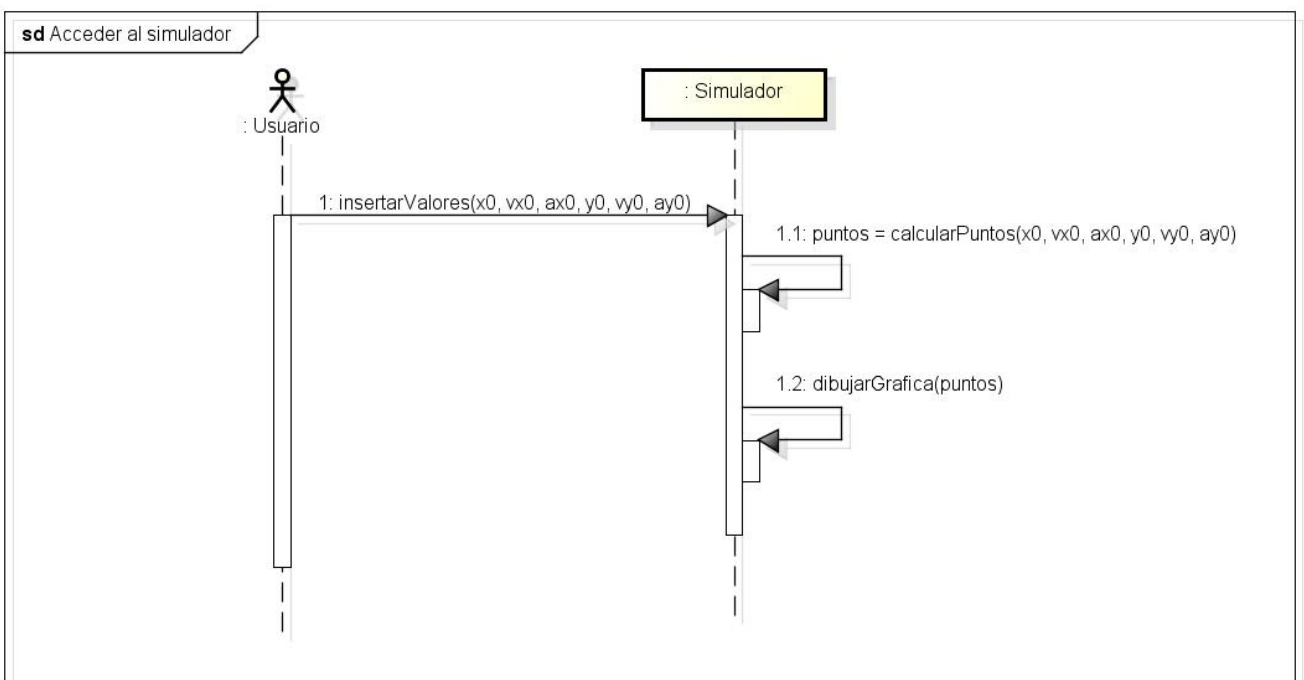 sd Acceder al simulador
: Usuario
: Simulador
1: insertarValores(x0, vx0, ax0, y0, vy0, ay0)
1.1: puntos = calcularPuntos(x0, vx0, ax0, y0, vy0, ay0)
1.2: dibujarGrafica(puntos)